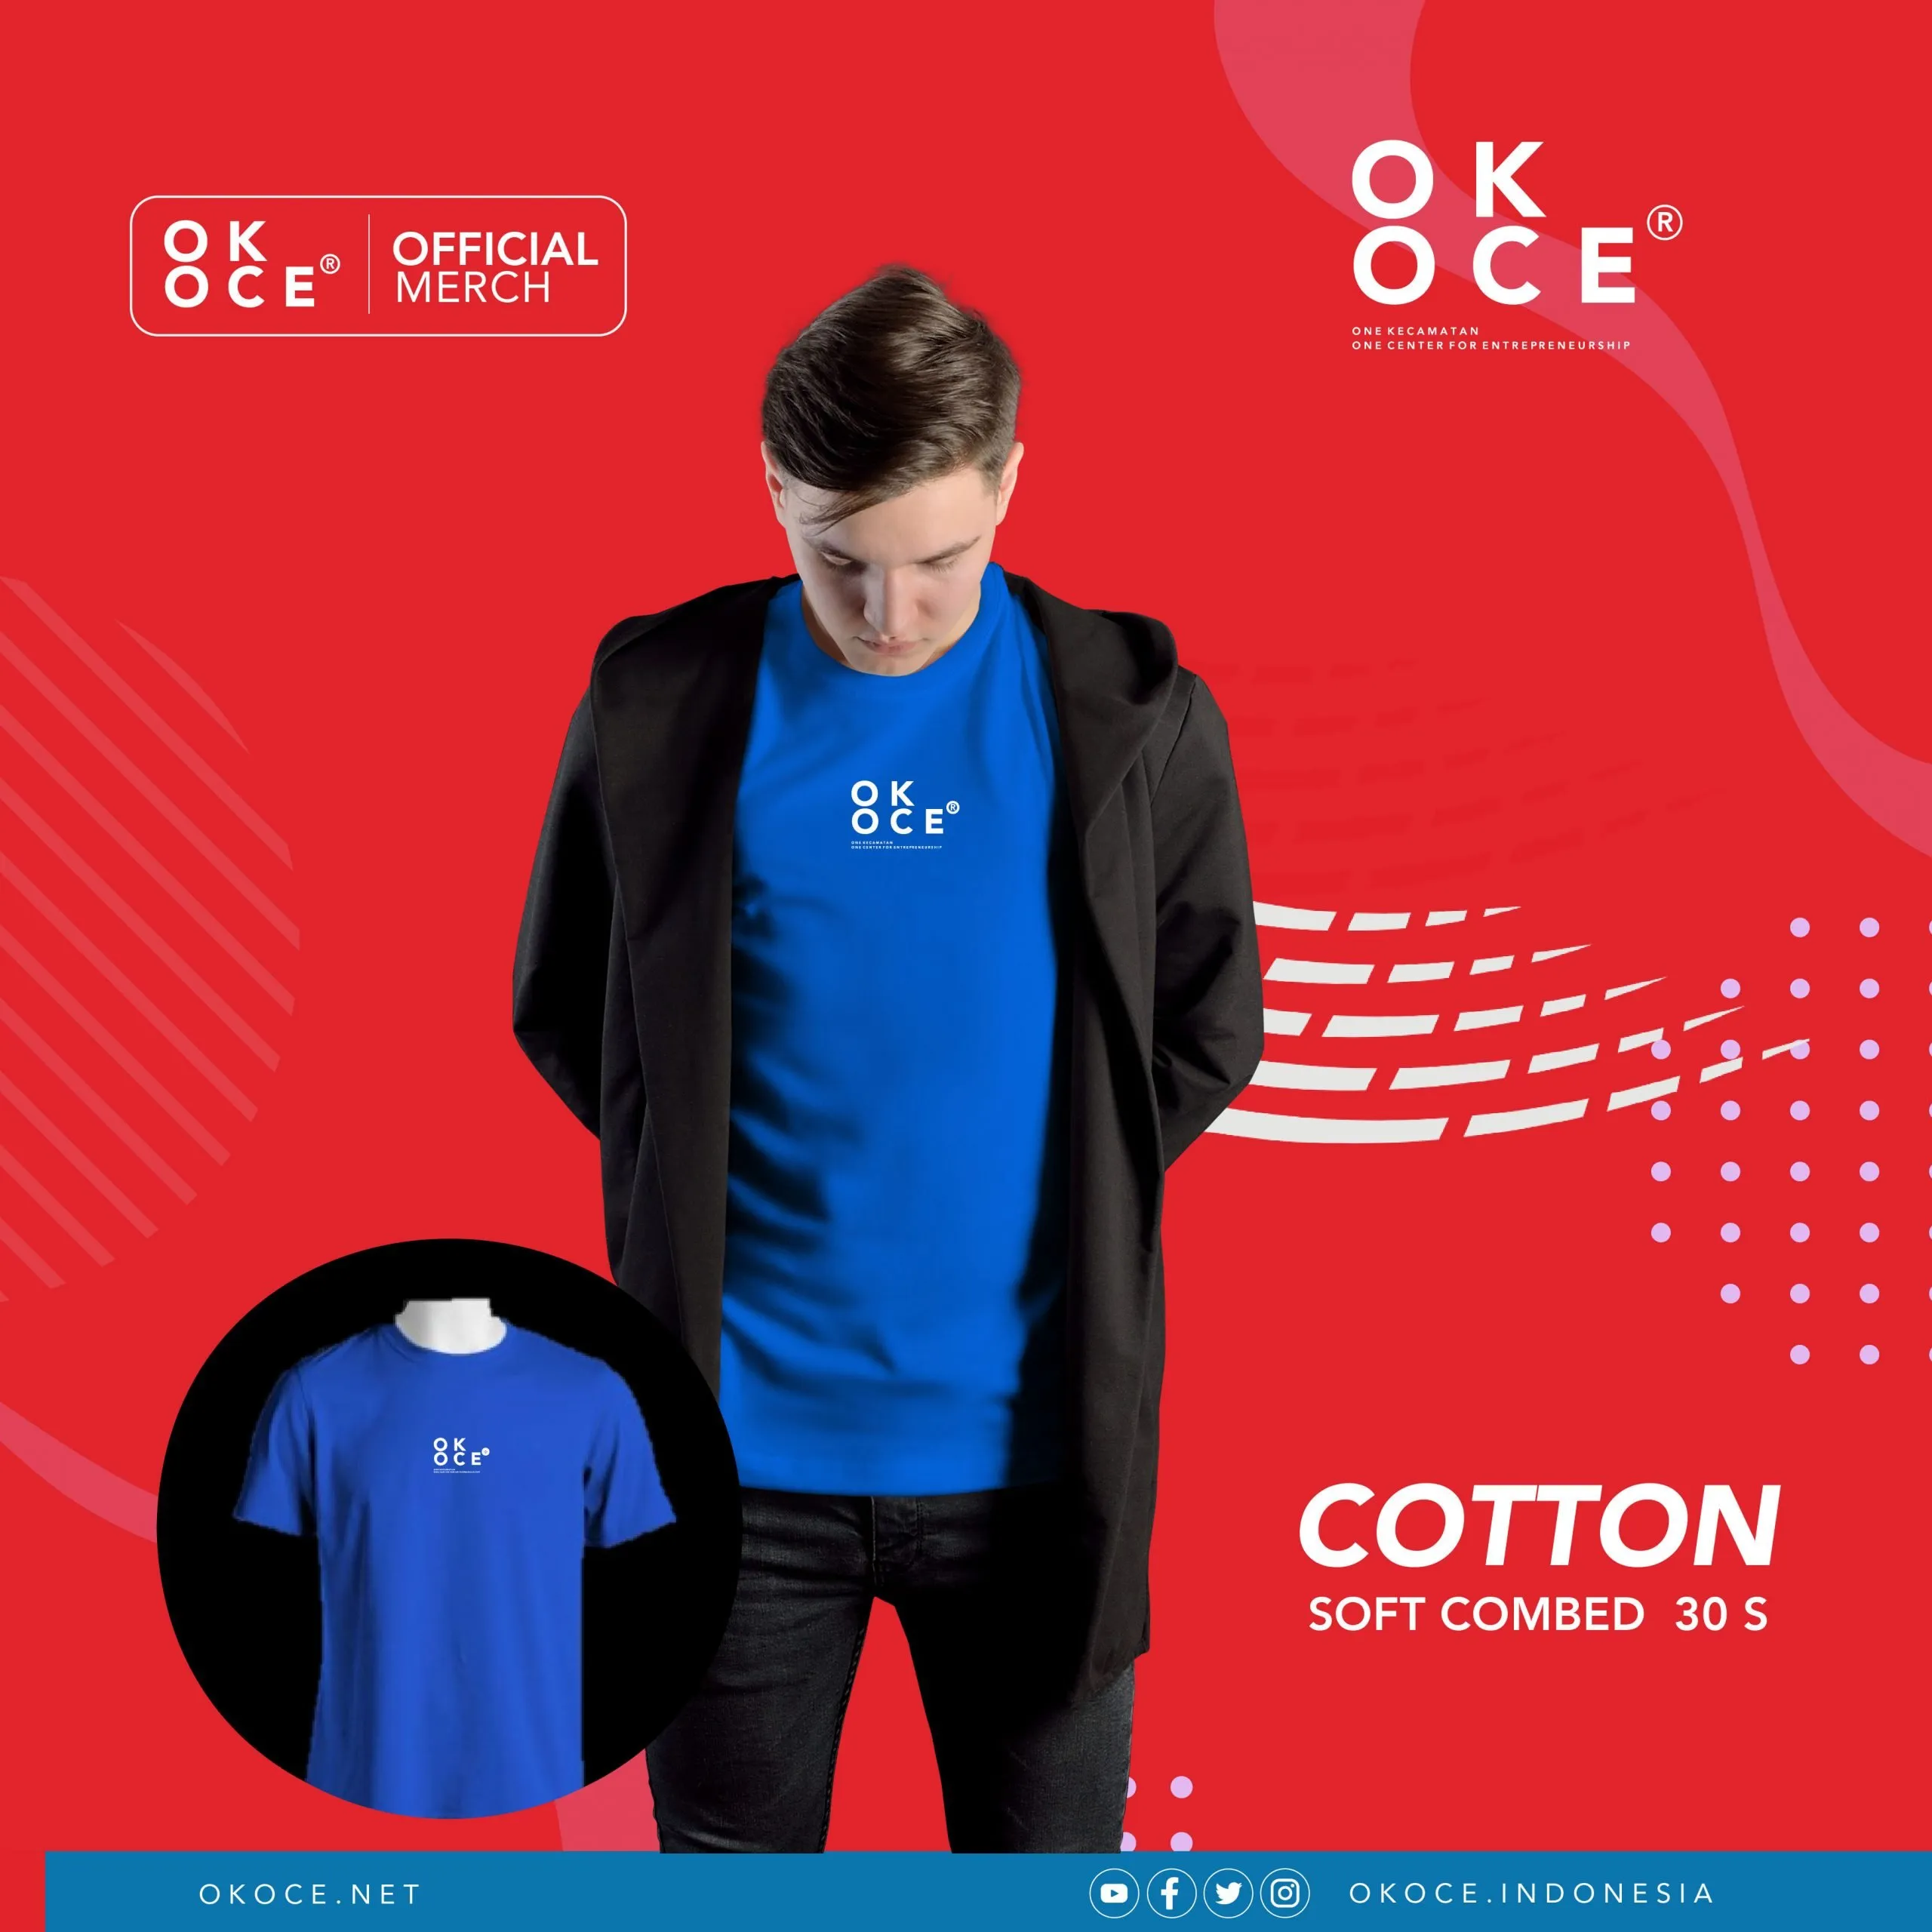 OK
OCE®
OFFICIAL
MERCH
OK
OCE®
ONE KECAMATAN
ONE CENTER FOR ENTREPRENEURSHIP
OK
OCE®
ONE KECAMATAN
ONE CENTER FOR ENTREPRENEURSHIP
OK
OCE
COTTON
SOFT COMBED 30 S
OKOCE.NET
OKOCE.INDONESIA